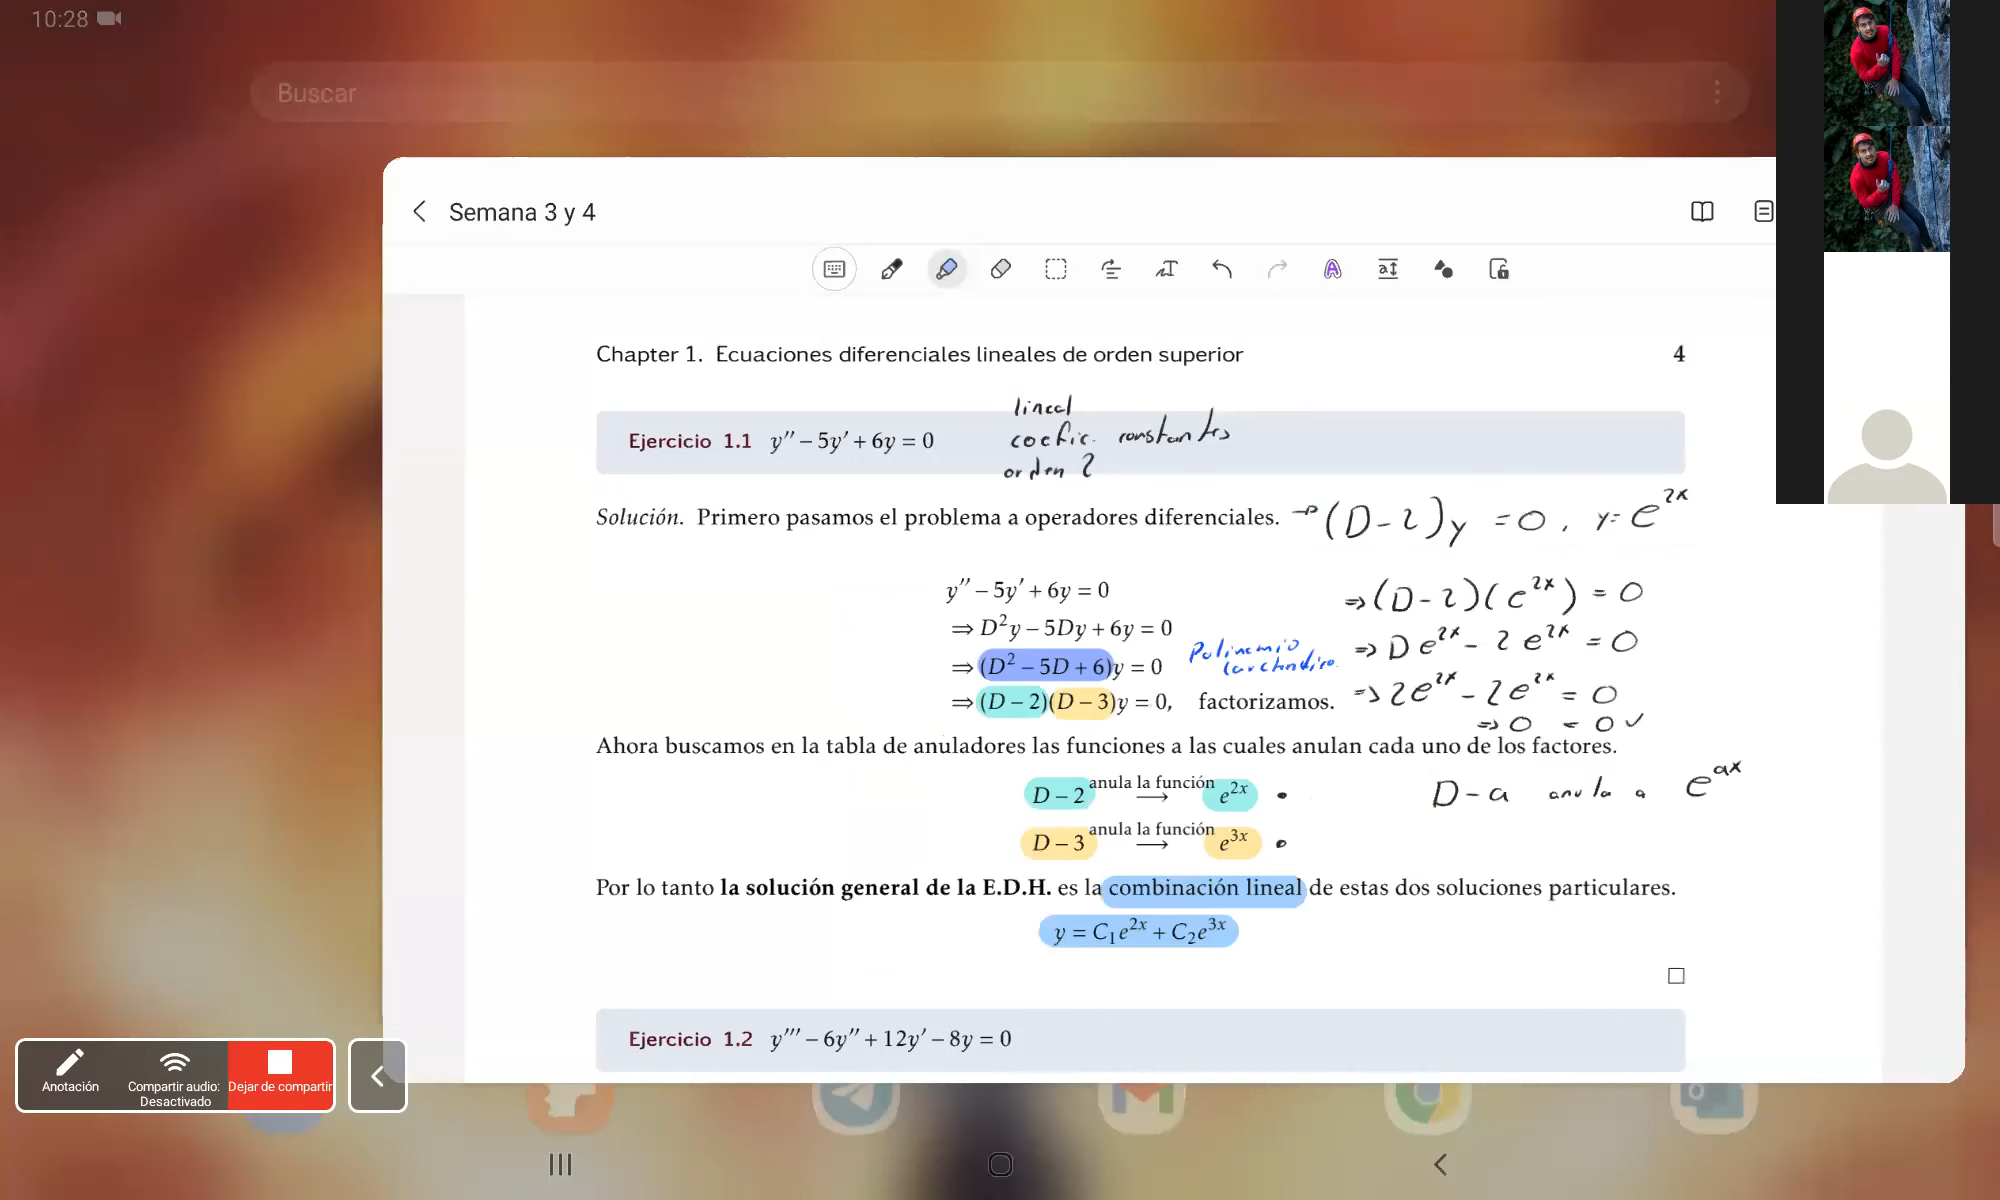 10:28
Buscar
Semana 3 y 4
Chapter 1. Ecuaciones diferenciales lineales de orden superior 4
lineal
Ejercicio 1.1 y″ − 5y′ + 6y = 0 coefic. constantes
orden 2
Solución. Primero pasamos el problema a operadores diferenciales. → (D-2)y = 0, y = e^{2x}
y″ − 5y′ + 6y = 0 ⇒ (D-2)(e^{2x}) = 0
⇒ D²y − 5Dy + 6y = 0 ⇒ De^{2x} - 2e^{2x} = 0
⇒ (D² − 5D + 6)y = 0 Polinomio
⇒ (D − 2)(D − 3)y = 0, factorizamos. ⇒ 2e^{2x} - 2e^{2x} = 0
⇒ 0 = 0 ✓
Ahora buscamos en la tabla de anuladores las funciones a las cuales anulan cada uno de los factores.
D − 2 anula la función → e^{2x} • D-a anula a e^{ax}
D − 3 anula la función → e^{3x} •
Por lo tanto la solución general de la E.D.H. es la combinación lineal de estas dos soluciones particulares.
y = C₁e^{2x} + C₂e^{3x}
□
Ejercicio 1.2 y‴ − 6y″ + 12y′ − 8y = 0
Anotación
Compartir audio: Desactivado
Dejar de compartir